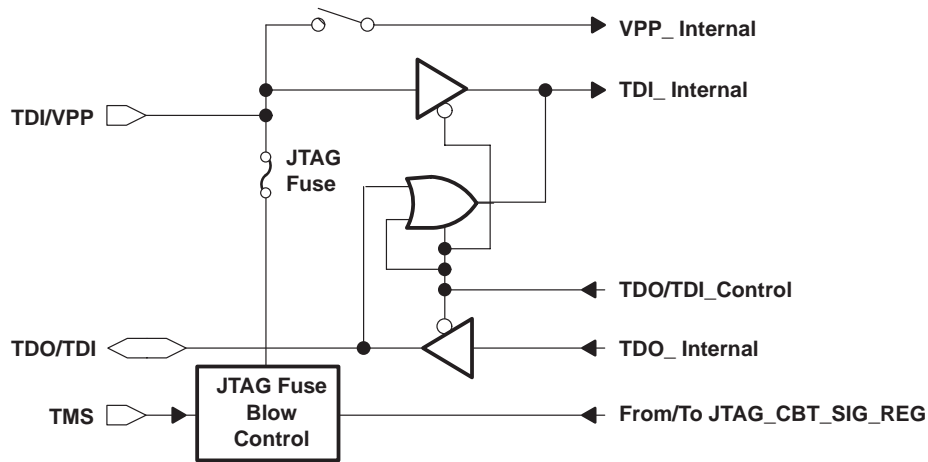 VPP_ Internal
TDI_ Internal
TDI/VPP
JTAG
Fuse
TDO/TDI_Control
TDO/TDI
TDO_ Internal
JTAG Fuse
Blow
Control
TMS
From/To JTAG_CBT_SIG_REG